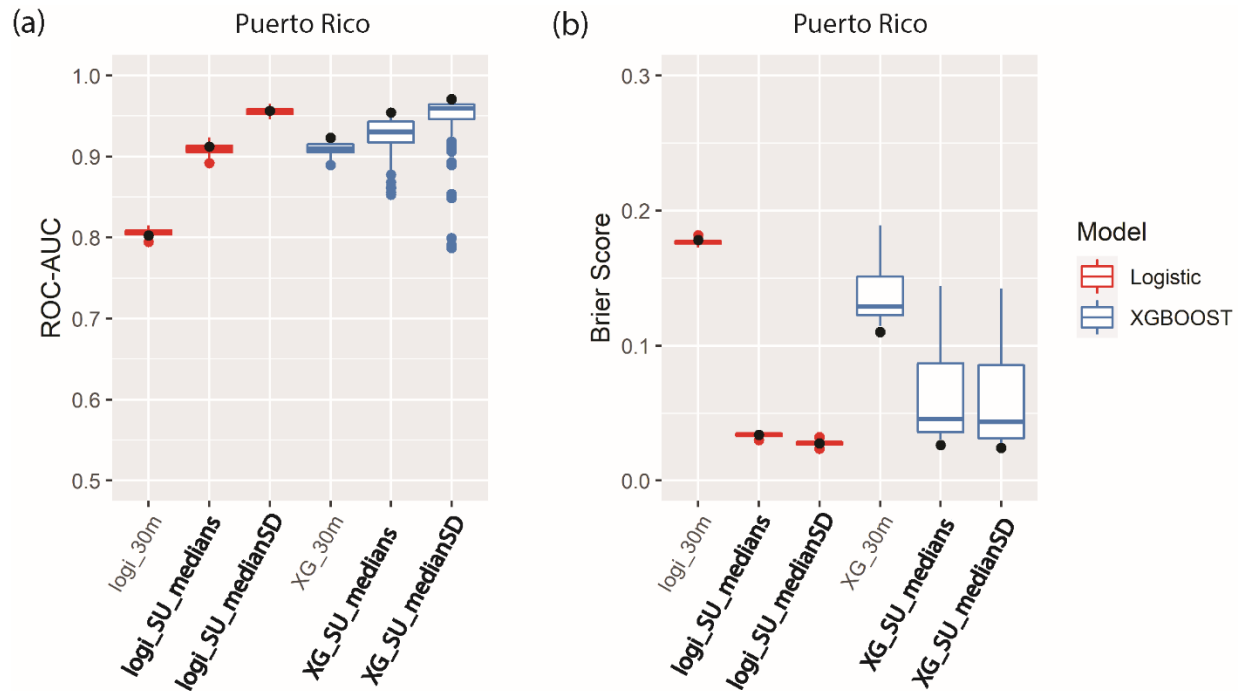 (a)
Puerto Rico
ROC-AUC
1.0
0.9
0.8
0.7
0.6
0.5
logi_30m
logi_SU_medians
logi_SU_medianSD
XG_30m
XG_SU_medians
XG_SU_medianSD
(b)
Puerto Rico
Brier Score
0.3
0.2
0.1
0.0
logi_30m
logi_SU_medians
logi_SU_medianSD
XG_30m
XG_SU_medians
XG_SU_medianSD
Model
Logistic
XGBOOST